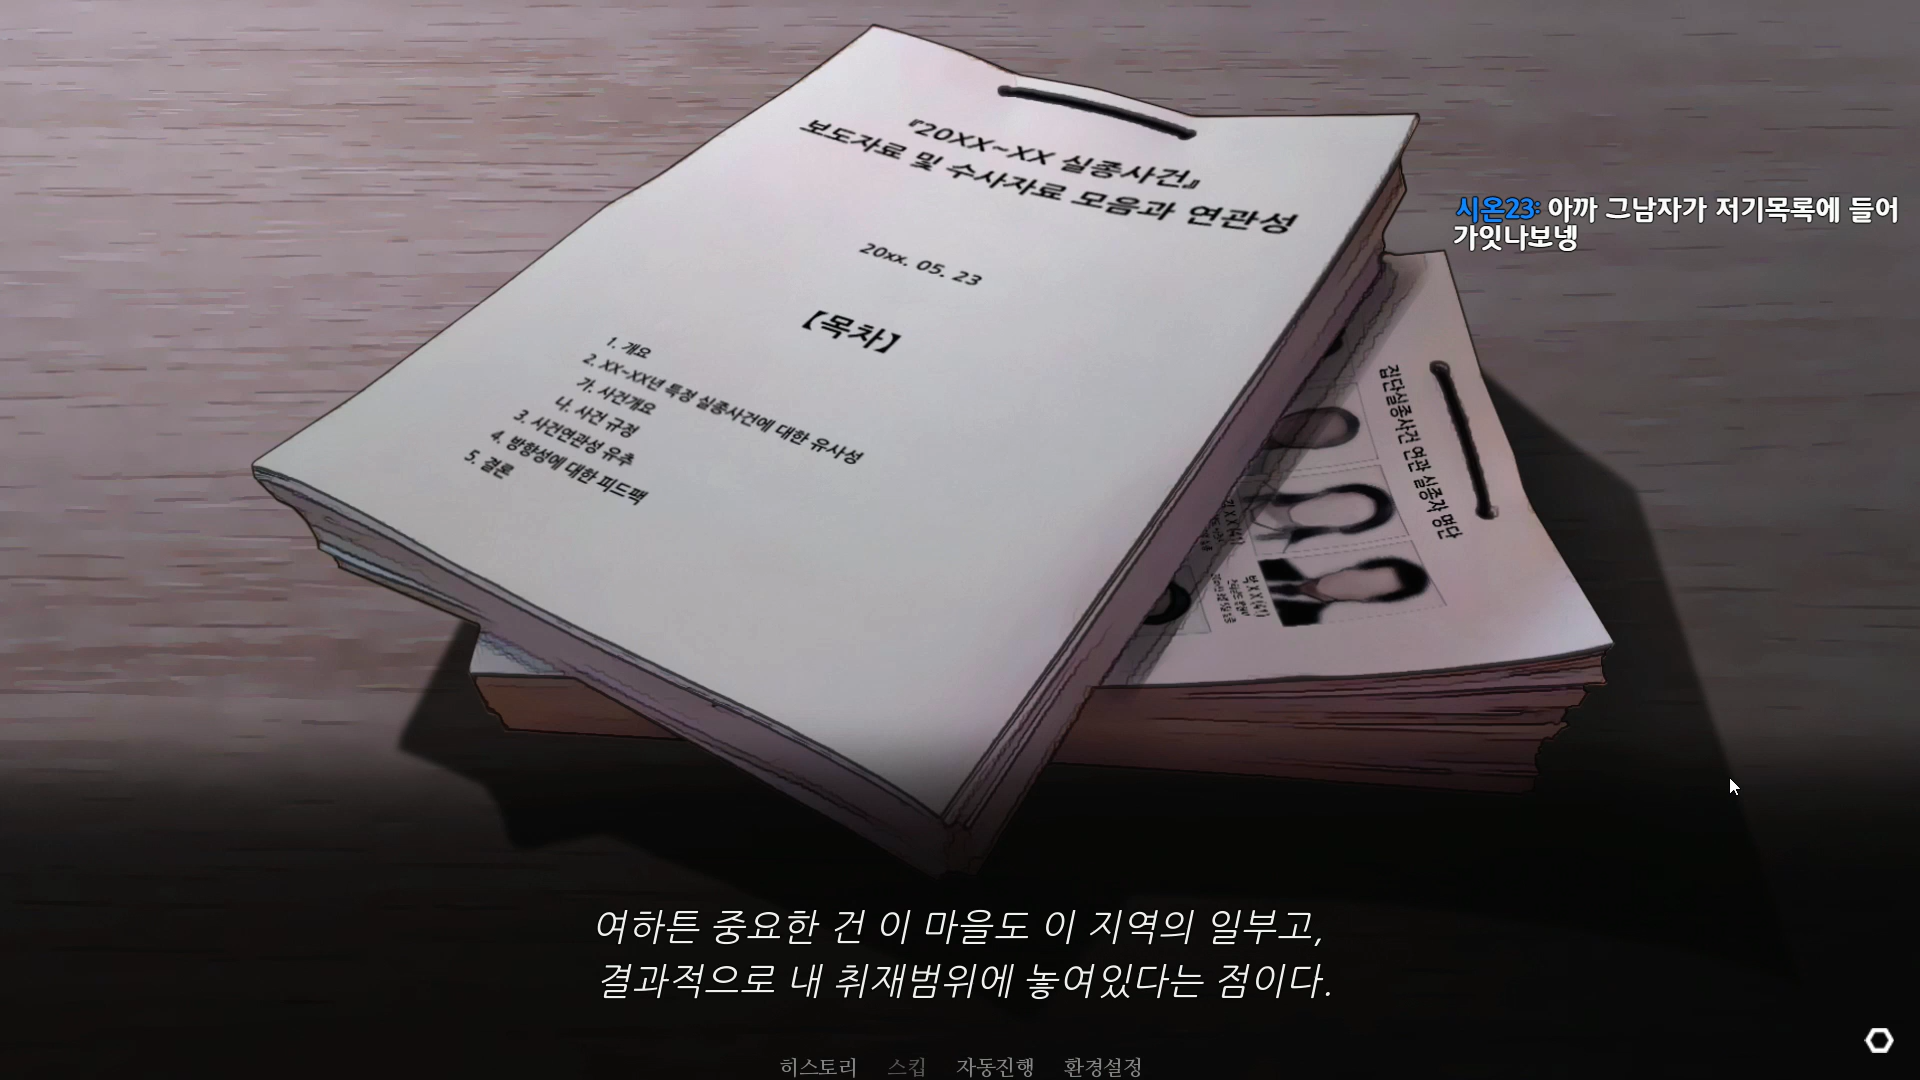 『20XX~XX 실종사건』
보도자료 및 수사자료 모음과 연관성
20xx. 05. 23
【목차】
1. 개요
2. XX~XX년 특정 실종사건에 대한 유사성
가. 사건개요
나. 사건 규정
3. 사건연관성 유추
4. 방향성에 대한 피드팩
5. 결론
집단실종사건 연관 실종자 명단
시온23: 아까 그남자가 저기목록에 들어
가잇나보넹
여하튼 중요한 건 이 마을도 이 지역의 일부고,
결과적으로 내 취재범위에 놓여있다는 점이다.
히스토리 스킵 자동진행 환경설정